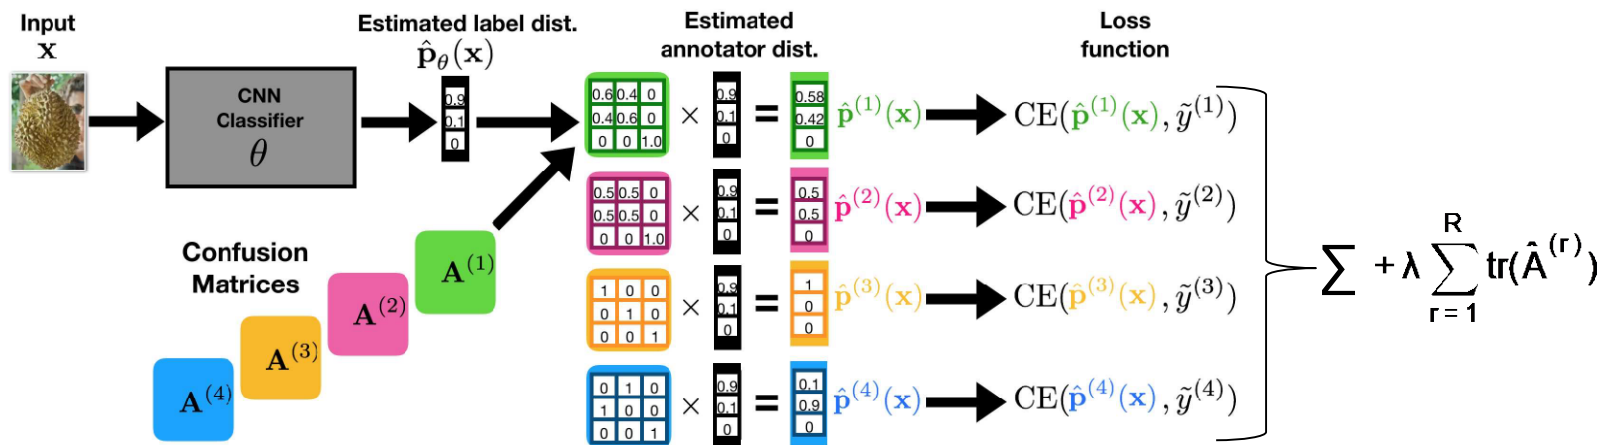 Input
x
CNN
Classifier
θ
Estimated label dist.
p̂_θ(x)
0.9
0.1
0
Confusion
Matrices
A^(1)
A^(2)
A^(3)
A^(4)
Estimated
annotator dist.
0.6 0.4 0
0.4 0.6 0
0 0 1.0
×
0.9
0.1
0
=
0.58
0.42
0
p̂^(1)(x)
0.5 0.5 0
0.5 0.5 0
0 0 1.0
×
0.9
0.1
0
=
0.5
0.5
0
p̂^(2)(x)
1 0 0
0 1 0
0 0 1
×
0.9
0.1
0
=
1
0
0
p̂^(3)(x)
0 1 0
1 0 0
0 0 1
×
0.9
0.1
0
=
0.1
0.9
0
p̂^(4)(x)
Loss
function
CE(p̂^(1)(x), ỹ^(1))
CE(p̂^(2)(x), ỹ^(2))
CE(p̂^(3)(x), ỹ^(3))
CE(p̂^(4)(x), ỹ^(4))
∑ + λ ∑_{r = 1}^{R} tr(Â^(r))